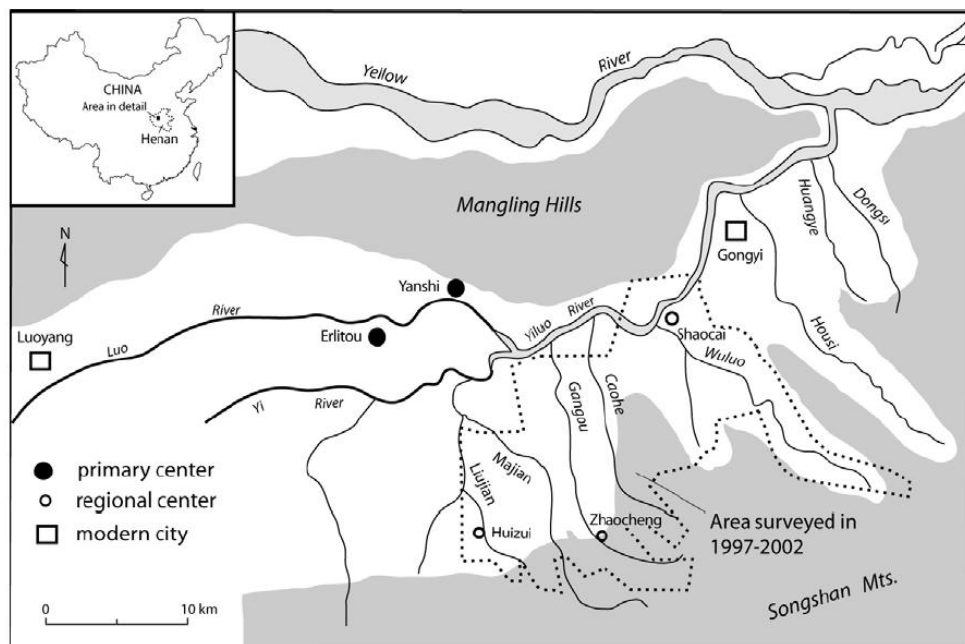 CHINA
Area in detail
Henan
Yellow
River
Mangling Hills
N
Gongyi
Huangye
Dongsi
Yanshi
Luoyang
Luo
River
Erlitou
Yiluo
River
Shaocai
Wuluo
Housi
Yi
River
Gangou
Caohe
primary center
regional center
modern city
Liujian
Majian
Huizui
Zhaocheng
Area surveyed in
1997-2002
Songshan Mts.
0
10 km